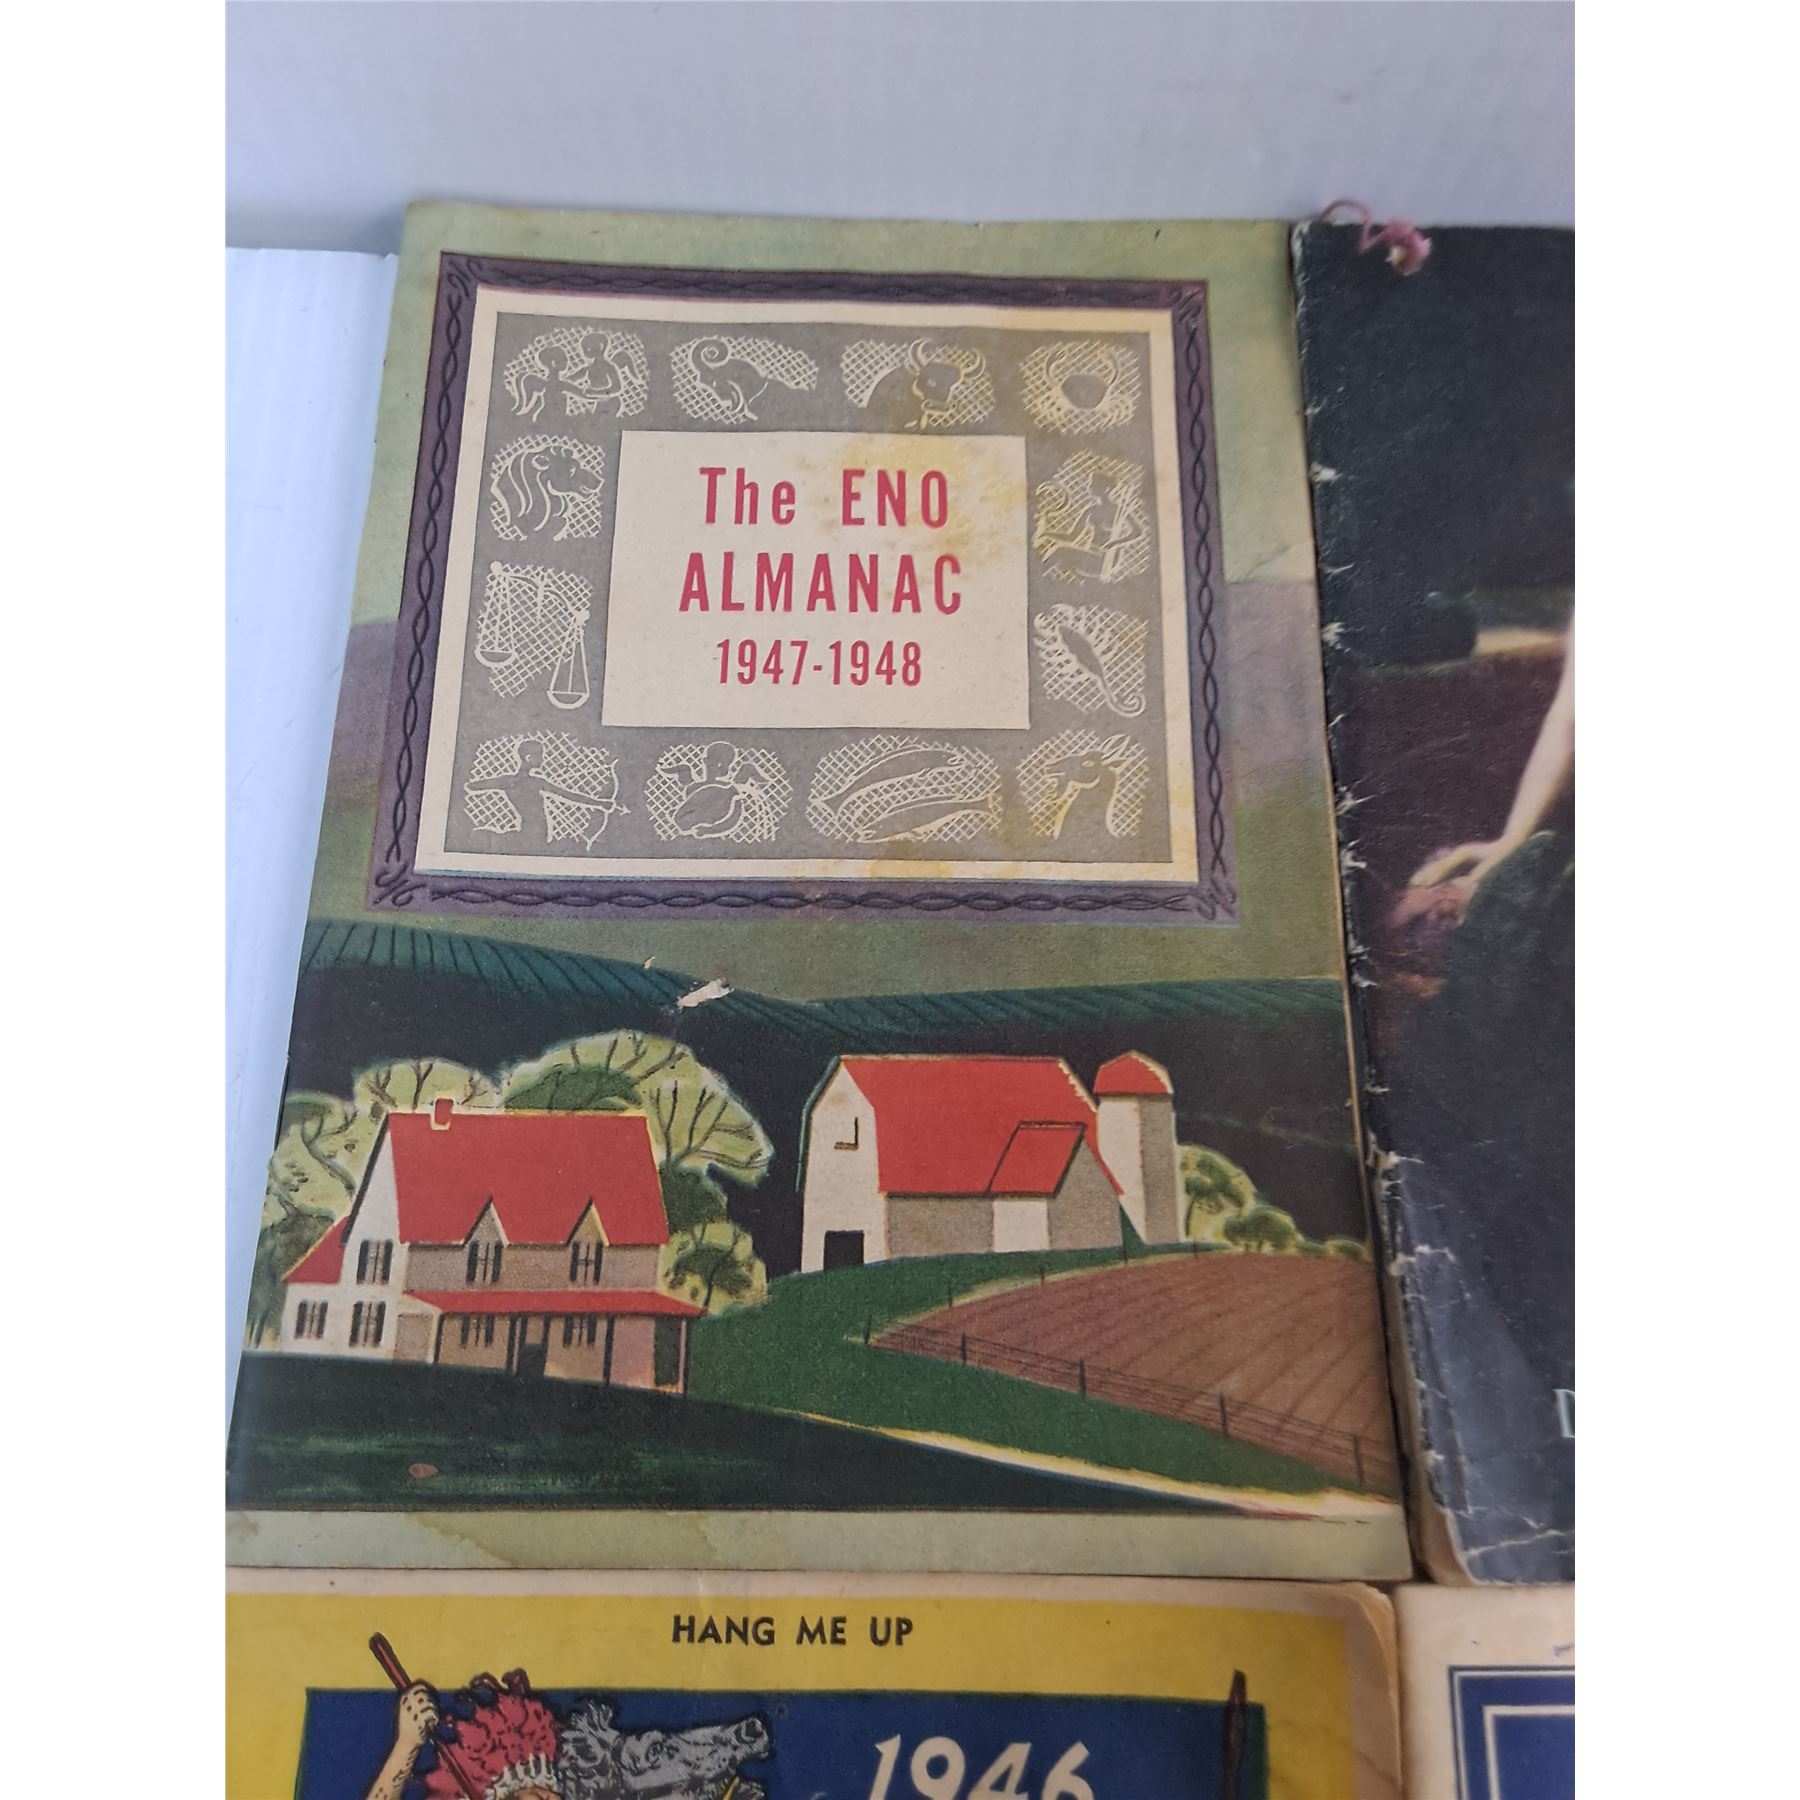 The ENO
ALMANAC
1947-1948
HANG ME UP
1946